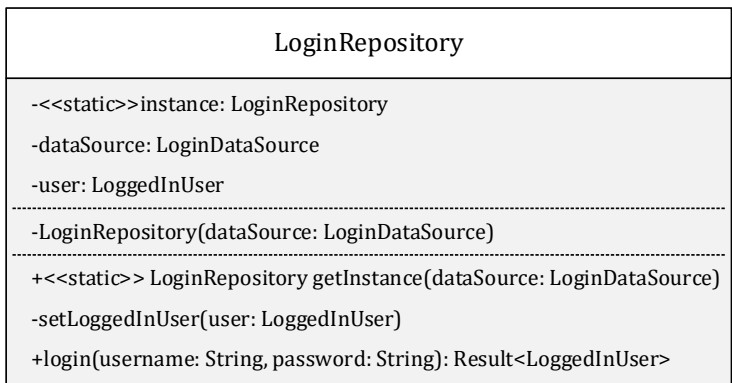 LoginRepository
-<<static>>instance: LoginRepository
-dataSource: LoginDataSource
-user: LoggedInUser
-LoginRepository(dataSource: LoginDataSource)
+<<static>> LoginRepository getInstance(dataSource: LoginDataSource)
-setLoggedInUser(user: LoggedInUser)
+login(username: String, password: String): Result<LoggedInUser>